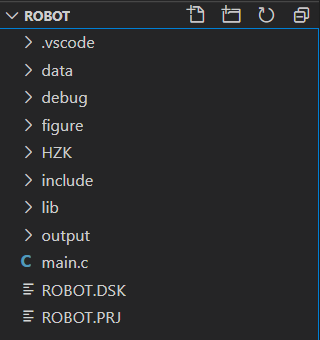 ROBOT
.vscode
data
debug
figure
HZK
include
lib
output
main.c
ROBOT.DSK
ROBOT.PRJ